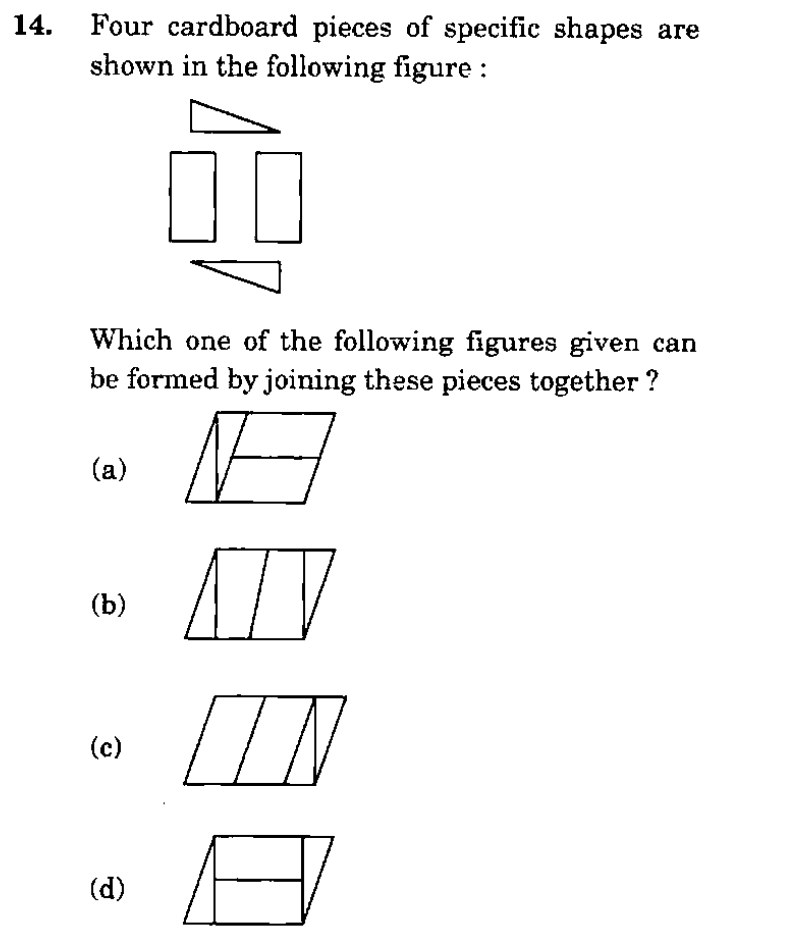 14. Four cardboard pieces of specific shapes are
shown in the following figure :
Which one of the following figures given can
be formed by joining these pieces together ?
(a)
(b)
(c)
(d)